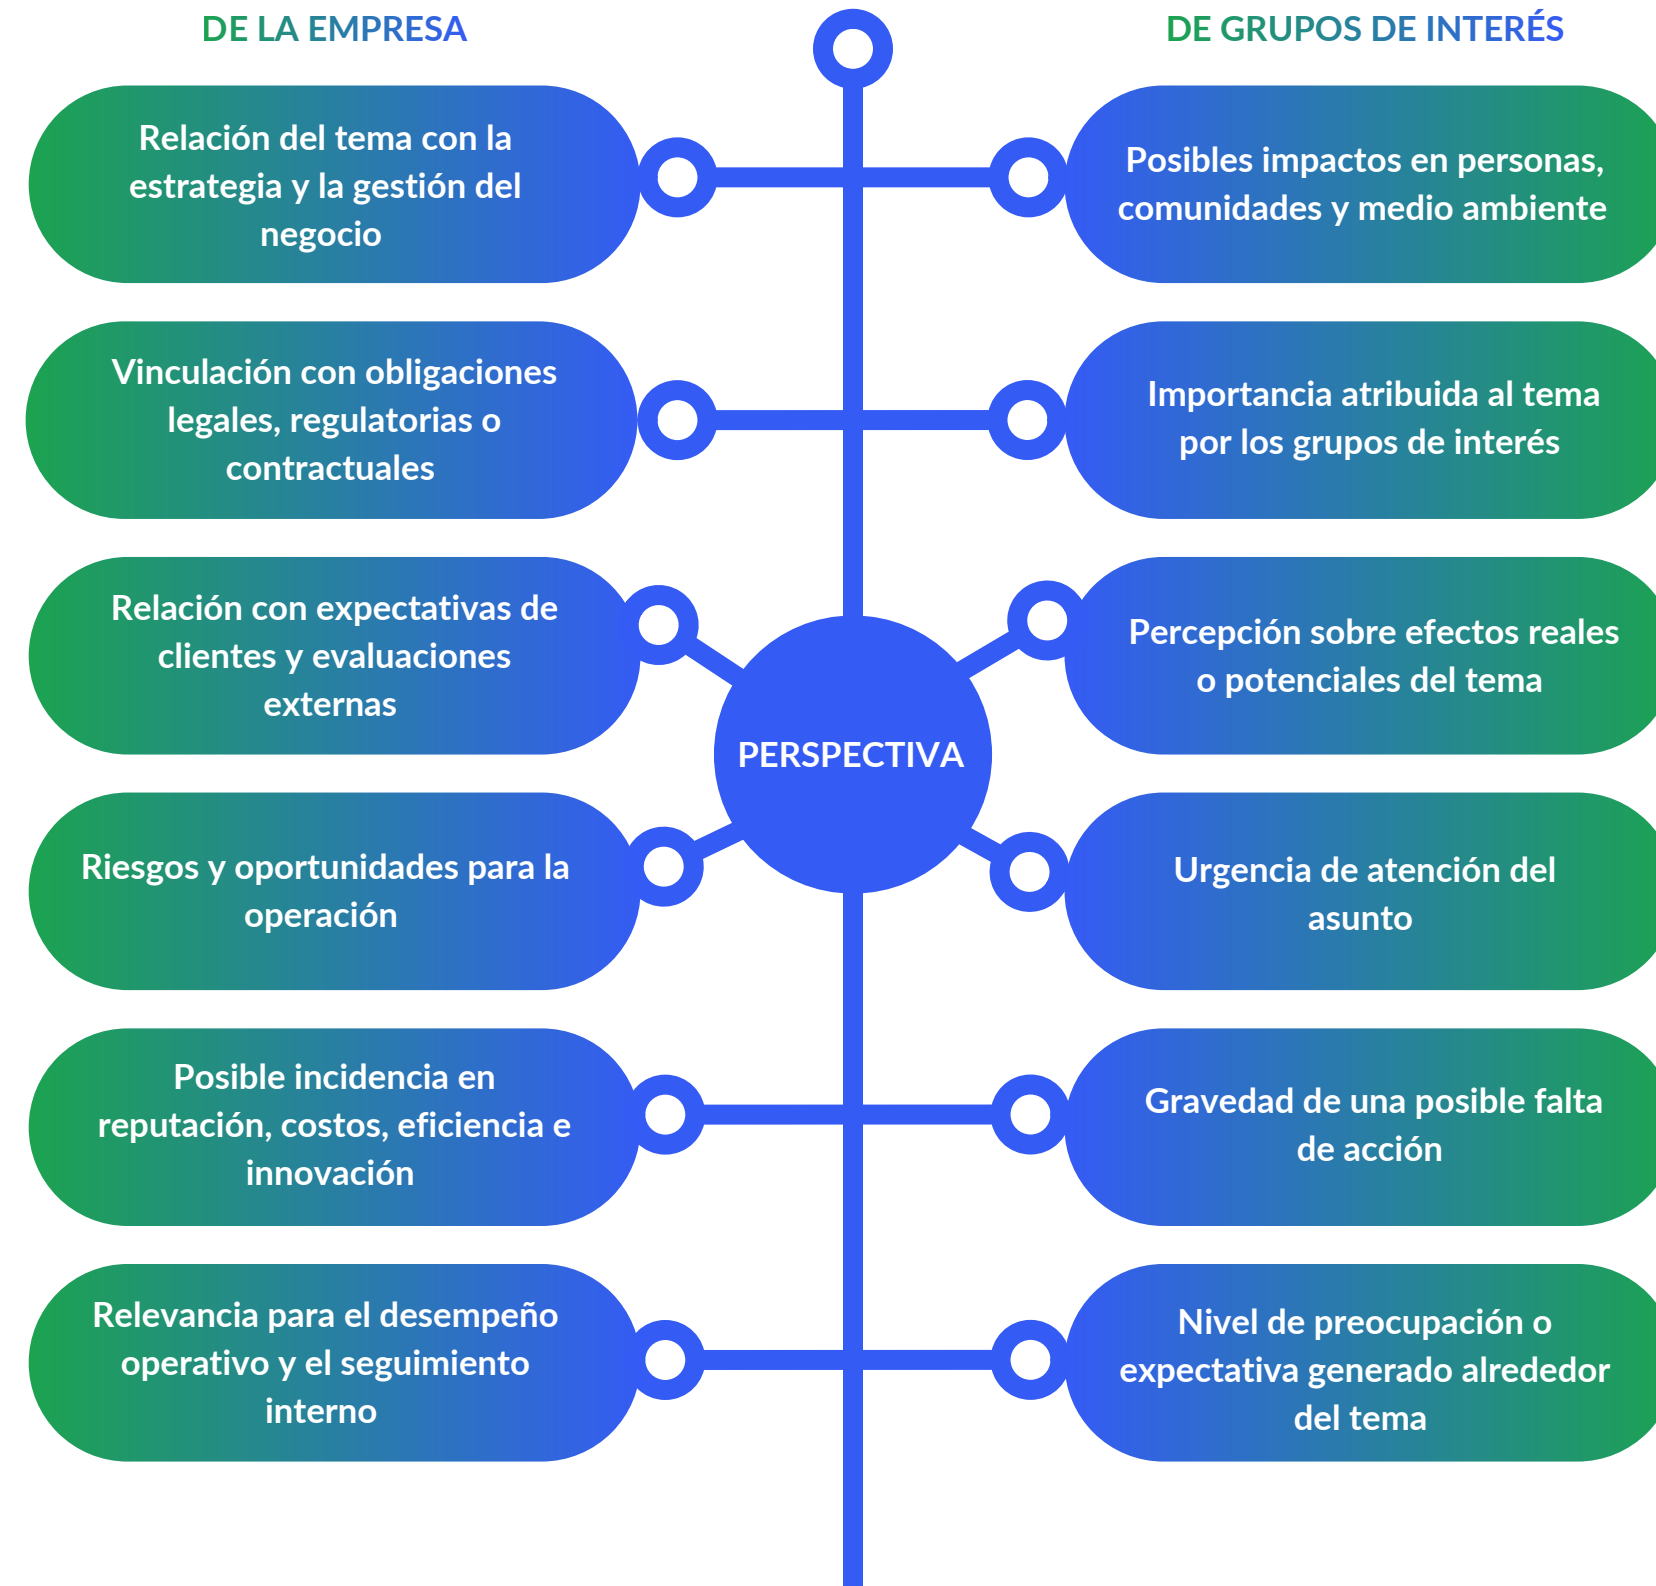 DE LA EMPRESA
DE GRUPOS DE INTERÉS
Relación del tema con la
estrategia y la gestión del
negocio
Posibles impactos en personas,
comunidades y medio ambiente
Vinculación con obligaciones
legales, regulatorias o
contractuales
Importancia atribuida al tema
por los grupos de interés
Relación con expectativas de
clientes y evaluaciones
externas
Percepción sobre efectos reales
o potenciales del tema
PERSPECTIVA
Riesgos y oportunidades para la
operación
Urgencia de atención del
asunto
Posible incidencia en
reputación, costos, eficiencia e
innovación
Gravedad de una posible falta
de acción
Relevancia para el desempeño
operativo y el seguimiento
interno
Nivel de preocupación o
expectativa generado alrededor
del tema